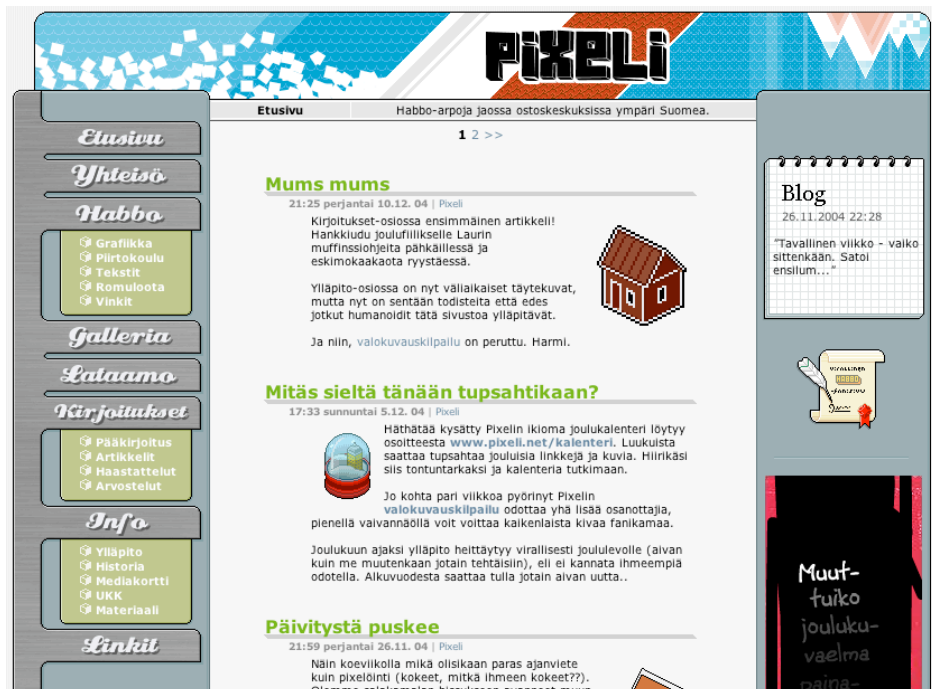 PIXELI
Etusivu
Habbo-arpoja jaossa ostoskeskuksissa ympäri Suomea.
1 2 >>
Etusivu
Yhteisö
Habbo
Grafiikka
Piirtokoulu
Tekstit
Romuloota
Vinkit
Galleria
Lataamo
Kirjoitukset
Pääkirjoitus
Artikkelit
Haastattelut
Arvostelut
Info
Ylläpito
Historia
Mediakortti
UKK
Materiaali
Linkit
Mums mums
21:25 perjantai 10.12. 04 | Pixeli
Kirjoitukset-osiossa ensimmäinen artikkeli!
Hankkiudu joulufiilikselle Laurin
muffinssiohjeita pähkäillessä ja
eskimokaakaota ryystäessä.
Ylläpito-osiossa on nyt väliaikaiset täytekuvat,
mutta nyt on sentään todisteita että edes
jotkut humanoidit tätä sivustoa ylläpitävät.
Ja niin, valokuvauskilpailu on peruttu. Harmi.
Mitäs sieltä tänään tupsahtikaan?
17:33 sunnuntai 5.12. 04 | Pixeli
Häthätää kysätty Pixelin ikioma joulukalenteri löytyy
osoitteesta www.pixeli.net/kalenteri. Luukuista
saattaa tupsahtaa jouluisia linkkejä ja kuvia. Hiirikäsi
siis tontuntarkaksi ja kalenteria tutkimaan.
Jo kohta pari viikkoa pyörinyt Pixelin
valokuvauskilpailu odottaa yhä lisää osanottajia,
pienellä vaivannäöllä voit voittaa kaikenlaista kivaa fanikamaa.
Joulukuun ajaksi ylläpito heittäytyy virallisesti joululevolle (aivan
kuin me muutenkaan jotain tehtäisiin), eli ei kannata ihmeempiä
odotella. Alkuvuodesta saattaa tulla jotain aivan uutta..
Päivitystä puskee
21:59 perjantai 26.11. 04 | Pixeli
Näin koeviikolla mikä olisikaan paras ajanviete
kuin pixelöinti (kokeet, mitkä ihmeen kokeet??).
Blog
26.11.2004 22:28
"Tavallinen viikko - vaiko
sittenkään. Satoi
ensilum..."
Muut-
tuiko
jouluku-
vaelma
paina-